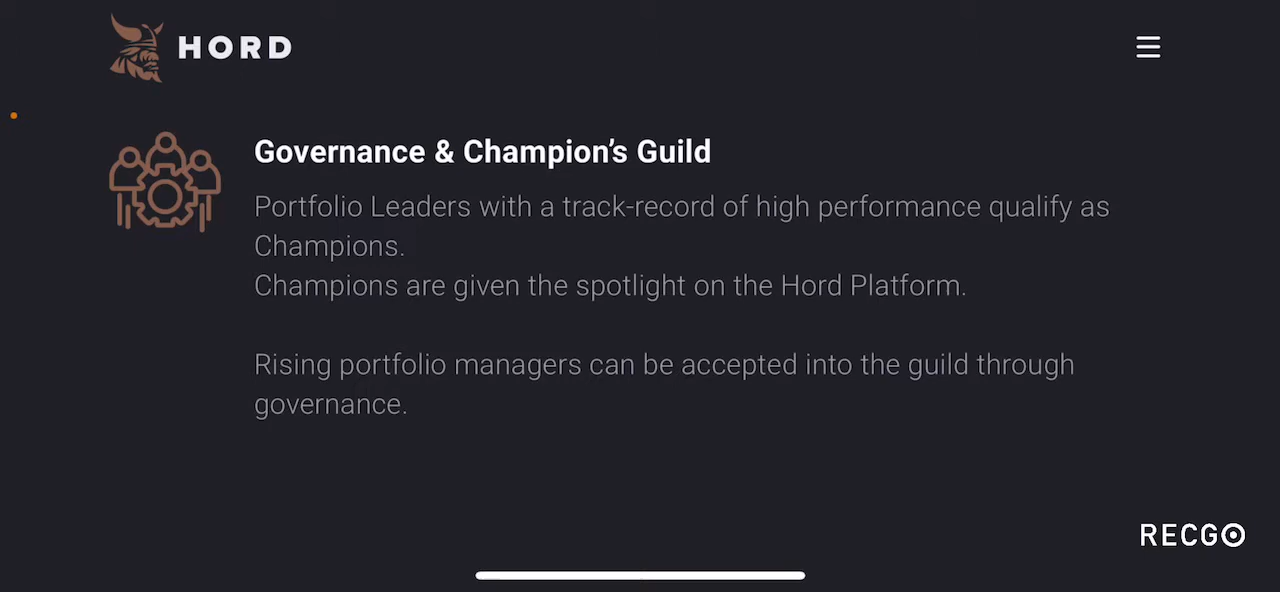 HORD
Governance & Champion’s Guild
Portfolio Leaders with a track-record of high performance qualify as
Champions.
Champions are given the spotlight on the Hord Platform.
Rising portfolio managers can be accepted into the guild through
governance.
RECGO